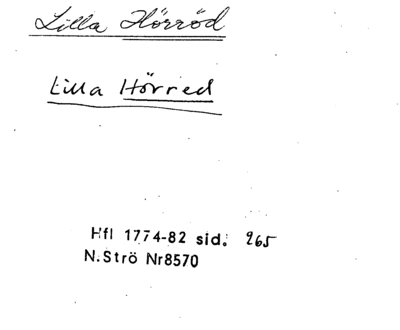 Lilla Hörröd
Lilla Hörred
Hfl 1774-82 sid. 265
N.Strö Nr8570